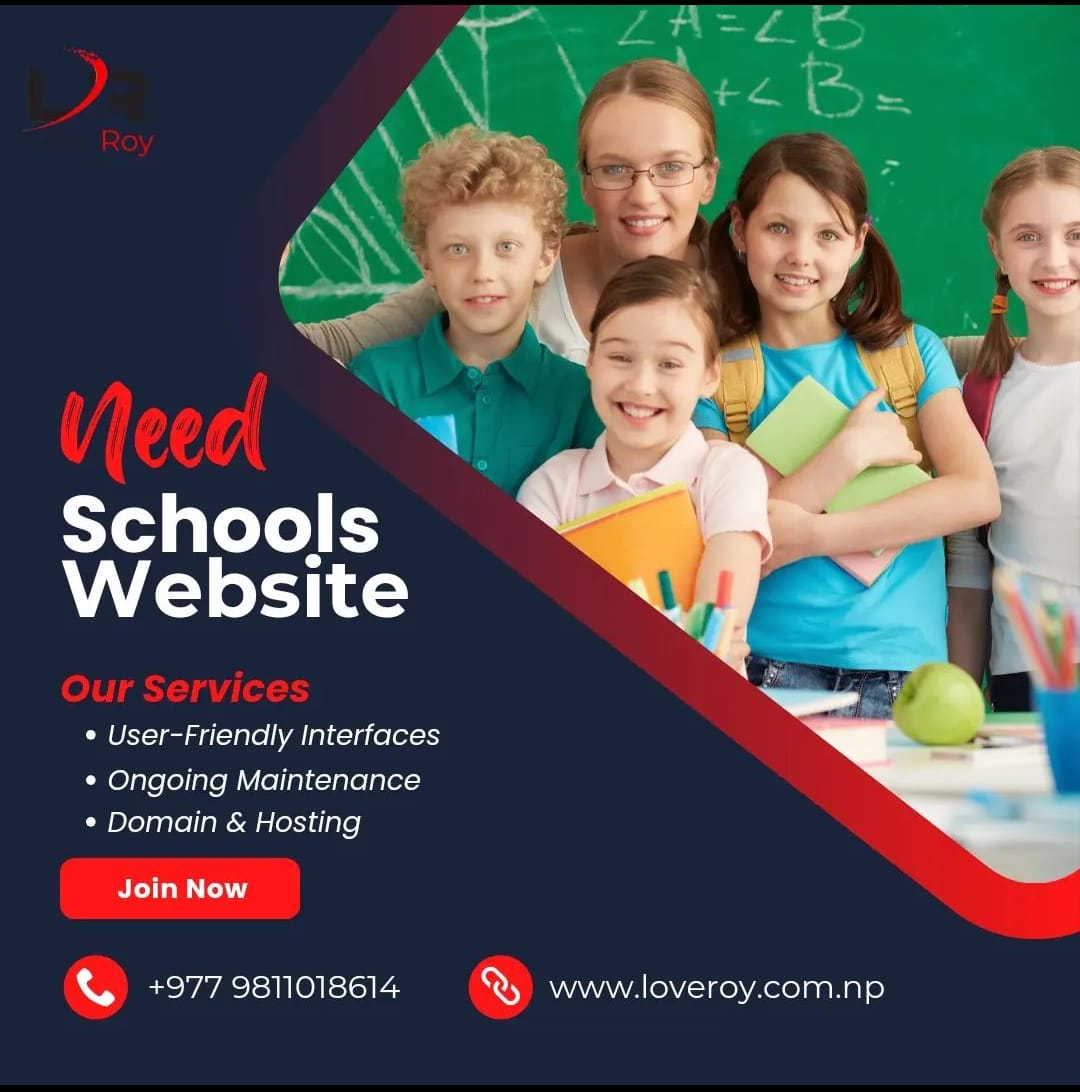 LR
Roy
∠A=∠B
+∠B=
Need
Schools
Website
Our Services
• User-Friendly Interfaces
• Ongoing Maintenance
• Domain & Hosting
Join Now
+977 9811018614
www.loveroy.com.np